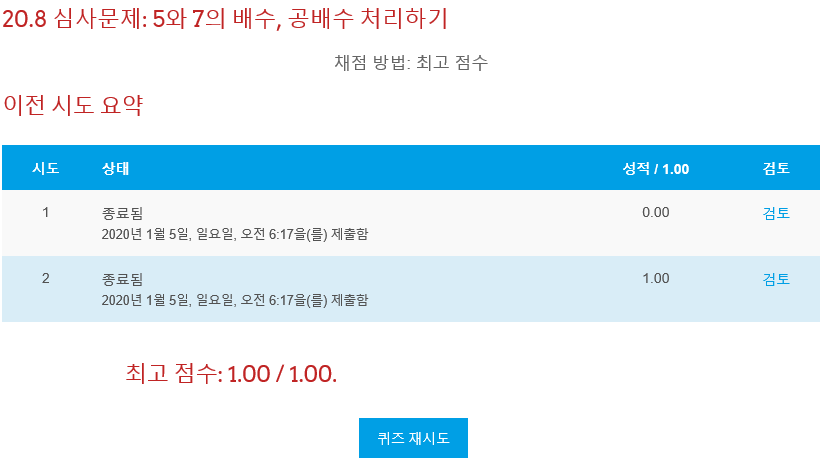 20.8 심사문제: 5와 7의 배수, 공배수 처리하기
채점 방법: 최고 점수
이전 시도 요약
시도 상태 성적 / 1.00 검토
1 종료됨 0.00 검토
2020년 1월 5일, 일요일, 오전 6:17을(를) 제출함
2 종료됨 1.00 검토
2020년 1월 5일, 일요일, 오전 6:17을(를) 제출함
최고 점수: 1.00 / 1.00.
퀴즈 재시도